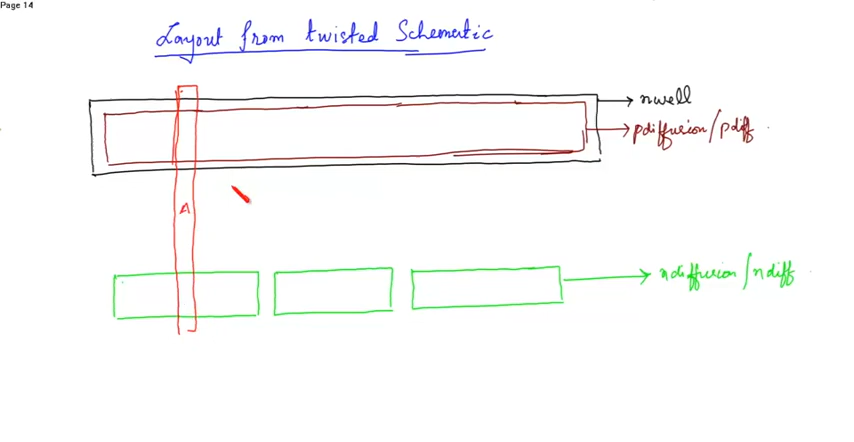 Page 14
Layout from twisted Schematic
nwell
pdiffusion/pdiff
A
ndiffusion/ndiff